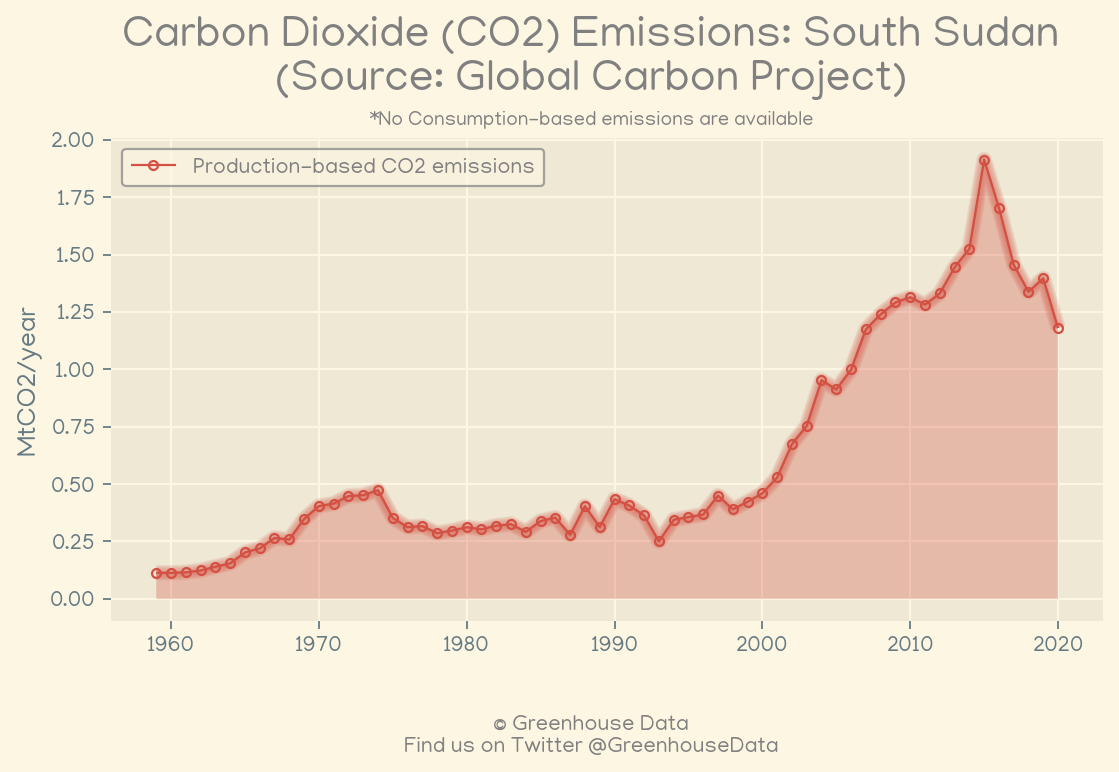 Carbon Dioxide (CO2) Emissions: South Sudan
(Source: Global Carbon Project)
*No Consumption-based emissions are available
Production-based CO2 emissions
MtCO2/year
2.00
1.75
1.50
1.25
1.00
0.75
0.50
0.25
0.00
1960 1970 1980 1990 2000 2010 2020
© Greenhouse Data
Find us on Twitter @GreenhouseData